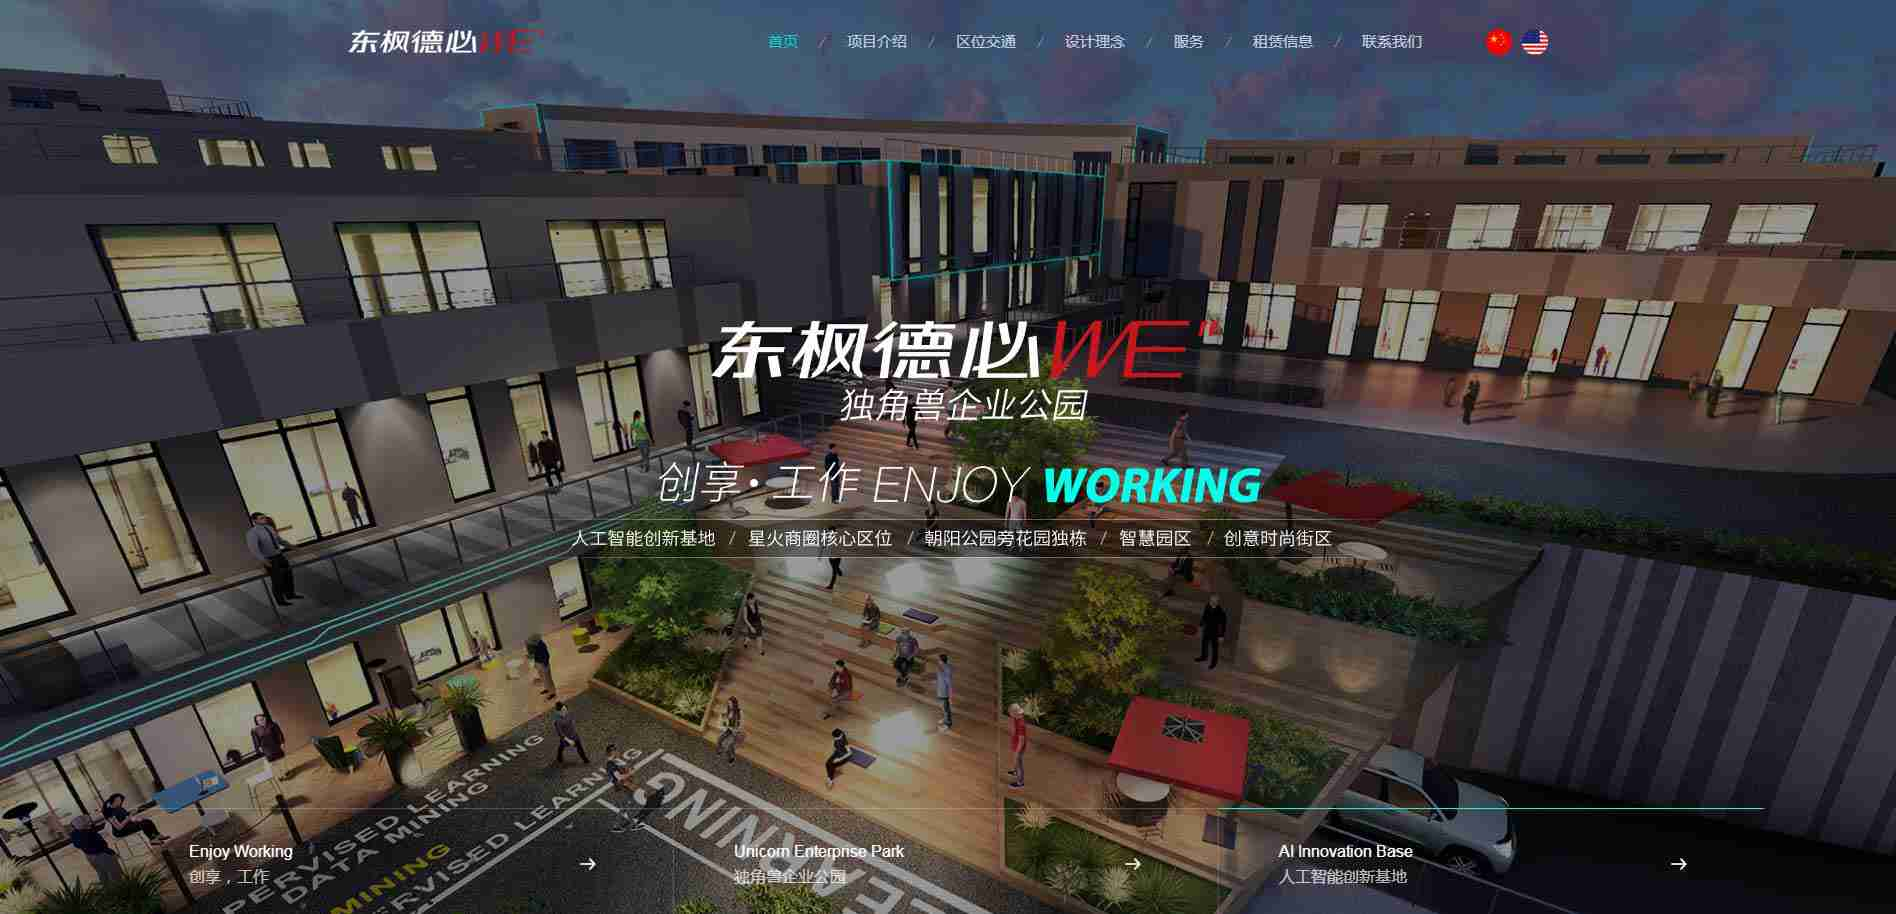 东枫德必WE
首页 / 项目介绍 / 区位交通 / 设计理念 / 服务 / 租赁信息 / 联系我们
东枫德必WE
独角兽企业公园
创享·工作 ENJOY WORKING
人工智能创新基地 / 星火商圈核心区位 / 朝阳公园旁花园独栋 / 智慧园区 / 创意时尚街区
PERVISED LEARNING
DATA MINING
MINING
PERVISED LEARNING
Enjoy Working
创享，工作
Unicorn Enterprise Park
独角兽企业公园
AI Innovation Base
人工智能创新基地